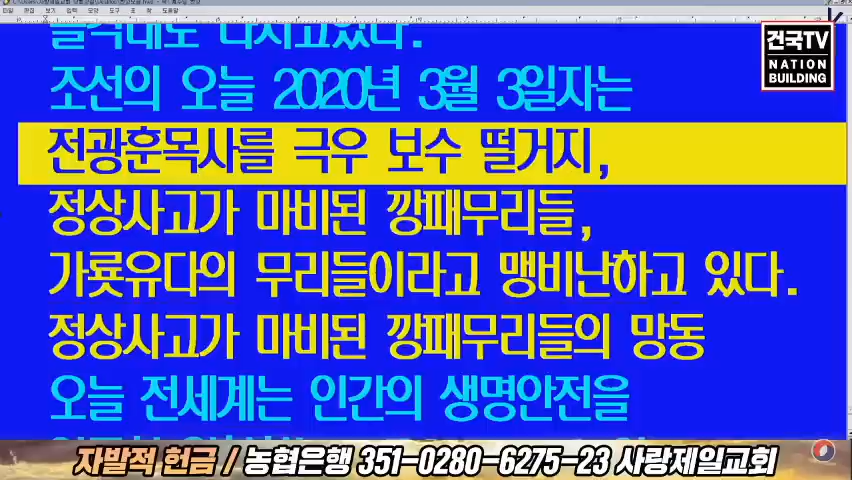 건국TV
NATION
BUILDING
조선의 오늘 2020년 3월 3일자는
전광훈목사를 극우 보수 떨거지,
정상사고가 마비된 깡패무리들,
가룟유다의 무리들이라고 맹비난하고 있다.
정상사고가 마비된 깡패무리들의 망동
오늘 전세계는 인간의 생명안전을
자발적 헌금 / 농협은행 351-0280-6275-23 사랑제일교회